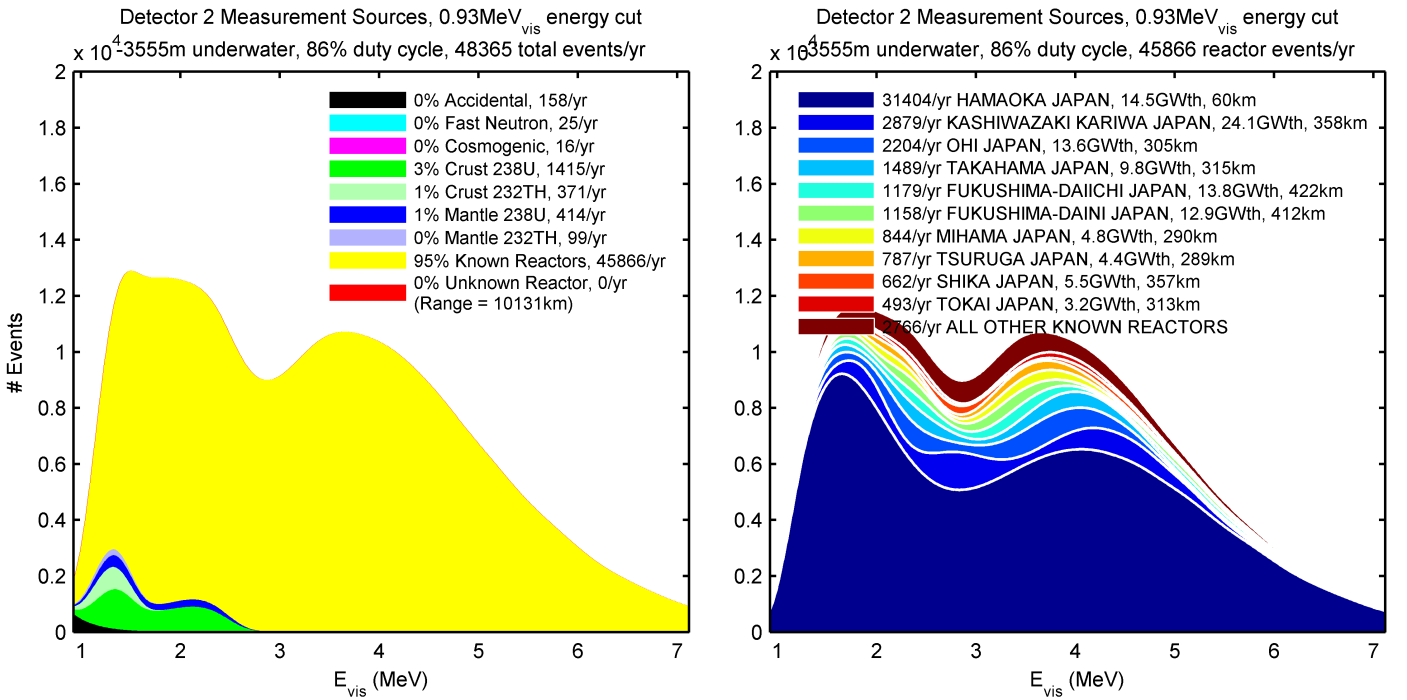 Detector 2 Measurement Sources, 0.93MeVvis energy cut
x 10^4 -3555m underwater, 86% duty cycle, 48365 total events/yr
2
1.8
1.6
1.4
1.2
1
0.8
0.6
0.4
0.2
0
# Events
0% Accidental, 158/yr
0% Fast Neutron, 25/yr
0% Cosmogenic, 16/yr
3% Crust 238U, 1415/yr
1% Crust 232TH, 371/yr
1% Mantle 238U, 414/yr
0% Mantle 232TH, 99/yr
95% Known Reactors, 45866/yr
0% Unknown Reactor, 0/yr
(Range = 10131km)
1 2 3 4 5 6 7
Evis (MeV)
Detector 2 Measurement Sources, 0.93MeVvis energy cut
x 10^4 -3555m underwater, 86% duty cycle, 45866 reactor events/yr
2
1.8
1.6
1.4
1.2
1
0.8
0.6
0.4
0.2
0
31404/yr HAMAOKA JAPAN, 14.5GWth, 60km
2879/yr KASHIWAZAKI KARIWA JAPAN, 24.1GWth, 358km
2204/yr OHI JAPAN, 13.6GWth, 305km
1489/yr TAKAHAMA JAPAN, 9.8GWth, 315km
1179/yr FUKUSHIMA-DAIICHI JAPAN, 13.8GWth, 422km
1158/yr FUKUSHIMA-DAINI JAPAN, 12.9GWth, 412km
844/yr MIHAMA JAPAN, 4.8GWth, 290km
787/yr TSURUGA JAPAN, 4.4GWth, 289km
662/yr SHIKA JAPAN, 5.5GWth, 357km
493/yr TOKAI JAPAN, 3.2GWth, 313km
2766/yr ALL OTHER KNOWN REACTORS
1 2 3 4 5 6 7
Evis (MeV)